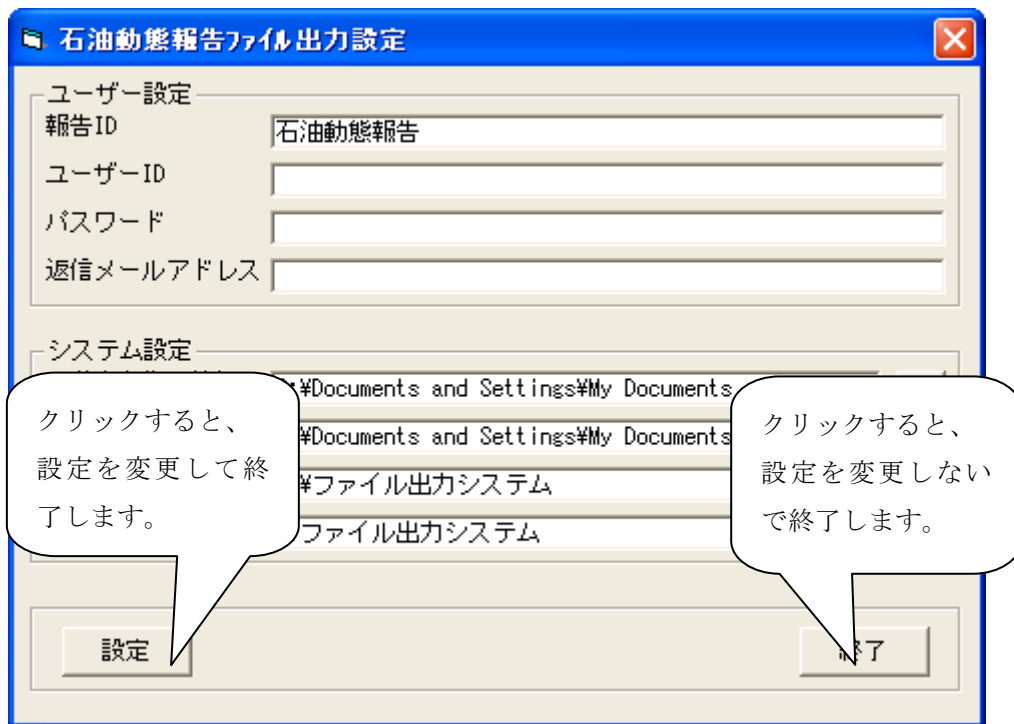 石油動態報告ファイル出力設定
ユーザー設定
報告ID
石油動態報告
ユーザーID
パスワード
返信メールアドレス
システム設定
¥Documents and Settings¥My Documents
¥Documents and Settings¥My Documents
¥ファイル出力システム
ファイル出力システム
クリックすると、
設定を変更して終
了します。
クリックすると、
設定を変更しない
で終了します。
設定
終了